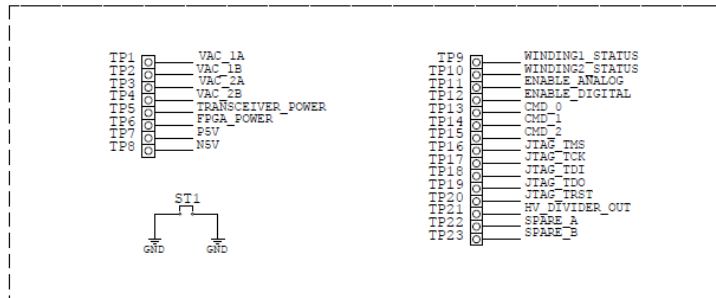 TP1 VAC_1A
TP2 VAC_1B
TP3 VAC_2A
TP4 VAC_2B
TP5 TRANSCEIVER_POWER
TP6 FPGA_POWER
TP7 P5V
TP8 N5V
ST1
GND GND
TP9 WINDING1_STATUS
TP10 WINDING2_STATUS
TP11 ENABLE_ANALOG
TP12 ENABLE_DIGITAL
TP13 CMD_0
TP14 CMD_1
TP15 CMD_2
TP16 JTAG_TMS
TP17 JTAG_TCK
TP18 JTAG_TDI
TP19 JTAG_TDO
TP20 JTAG_TRST
TP21 HV_DIVIDER_OUT
TP22 SPARE_A
TP23 SPARE_B